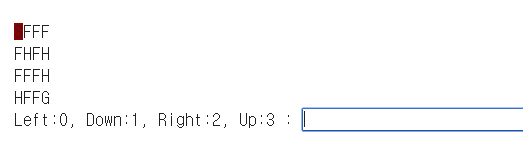 FFF
FHFH
FFFH
HFFG
Left:0, Down:1, Right:2, Up:3 :